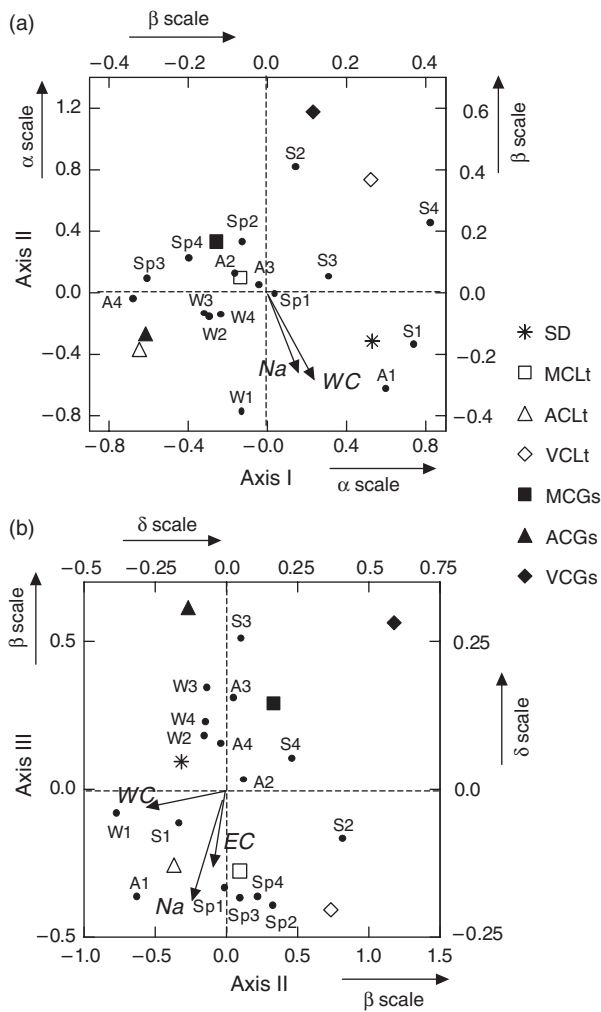 (a)
β scale
−0.4 −0.2 0.0 0.2 0.4
α scale
Axis II
1.2
0.8
0.4
0.0
−0.4
−0.8
0.6
0.4
0.2
0.0
−0.2
−0.4
β scale
S2
S4
Sp2
Sp4
Sp3
A2
A3
S3
A4
W3
W4
W2
Sp1
Na
WC
S1
A1
W1
−0.8 −0.4 −0.0 0.4 0.8
Axis I
α scale
SD
MCLt
ACLt
VCLt
MCGs
ACGs
VCGs
(b)
δ scale
−0.5 −0.25 0.0 0.25 0.5 0.75
β scale
Axis III
0.5
0.0
−0.5
0.25
0.0
−0.25
δ scale
S3
W3
A3
W4
W2
A4
S4
A2
WC
W1
S1
EC
S2
A1
Na
Sp1
Sp4
Sp3
Sp2
−1.0 −0.5 0.0 0.5 1.0 1.5
Axis II
β scale